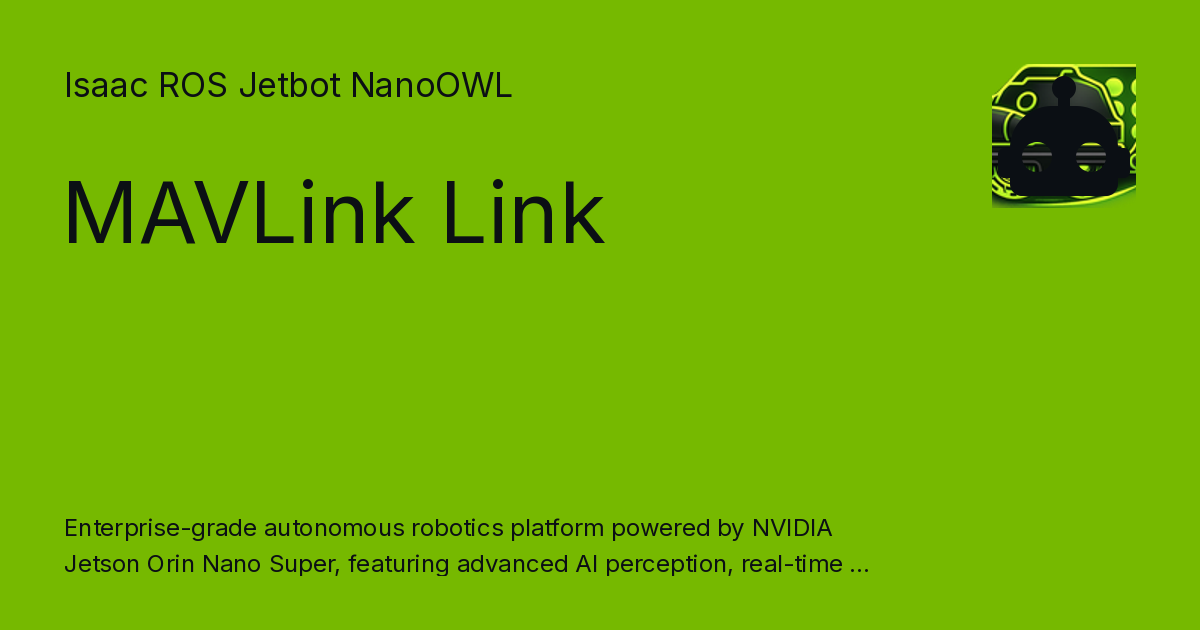 Isaac ROS Jetbot NanoOWL
MAVLink Link
Enterprise-grade autonomous robotics platform powered by NVIDIA
Jetson Orin Nano Super, featuring advanced AI perception, real-time ...